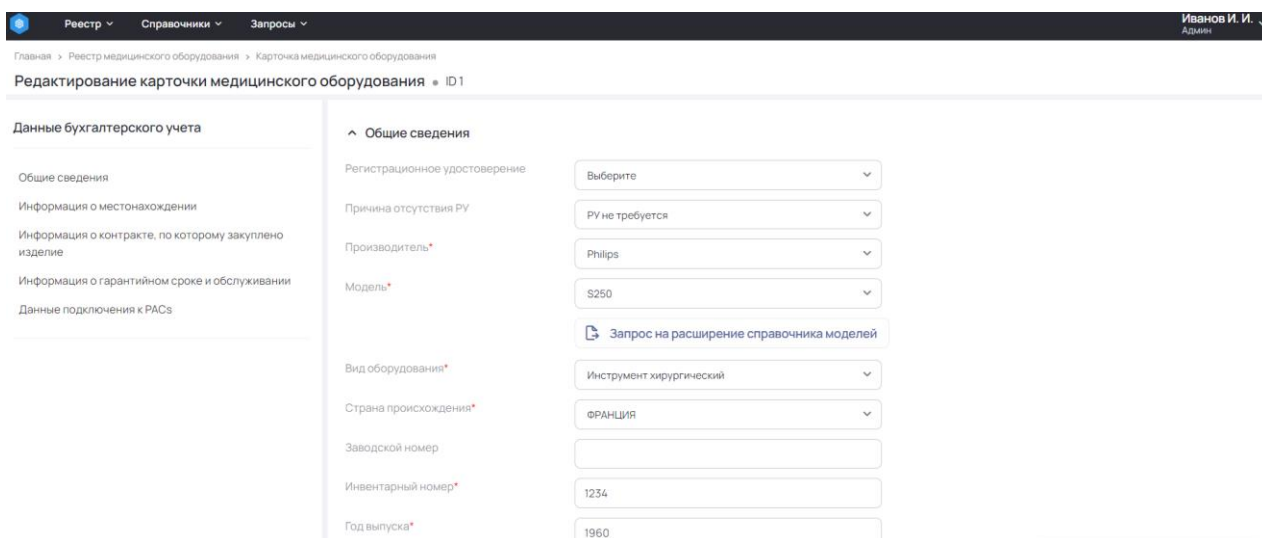 Реестр Справочники Запросы Иванов И. И.
Админ
Главная > Реестр медицинского оборудования > Карточка медицинского оборудования
Редактирование карточки медицинского оборудования • ID 1
Данные бухгалтерского учета
Общие сведения
Информация о местонахождении
Информация о контракте, по которому закуплено
изделие
Информация о гарантийном сроке и обслуживании
Данные подключения к PACs
Общие сведения
Регистрационное удостоверение Выберите
Причина отсутствия РУ РУ не требуется
Производитель* Philips
Модель* S250
Запрос на расширение справочника моделей
Вид оборудования* Инструмент хирургический
Страна происхождения* ФРАНЦИЯ
Заводской номер
Инвентарный номер* 1234
Год выпуска* 1960